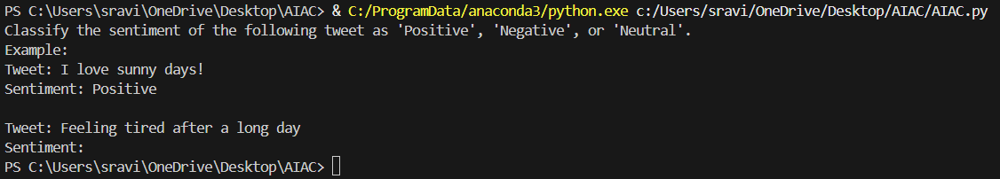 PS C:\Users\sravi\OneDrive\Desktop\AIAC> & C:/ProgramData/anaconda3/python.exe c:/Users/sravi/OneDrive/Desktop/AIAC/AIAC.py
Classify the sentiment of the following tweet as 'Positive', 'Negative', or 'Neutral'.
Example:
Tweet: I love sunny days!
Sentiment: Positive

Tweet: Feeling tired after a long day
Sentiment:
PS C:\Users\sravi\OneDrive\Desktop\AIAC>